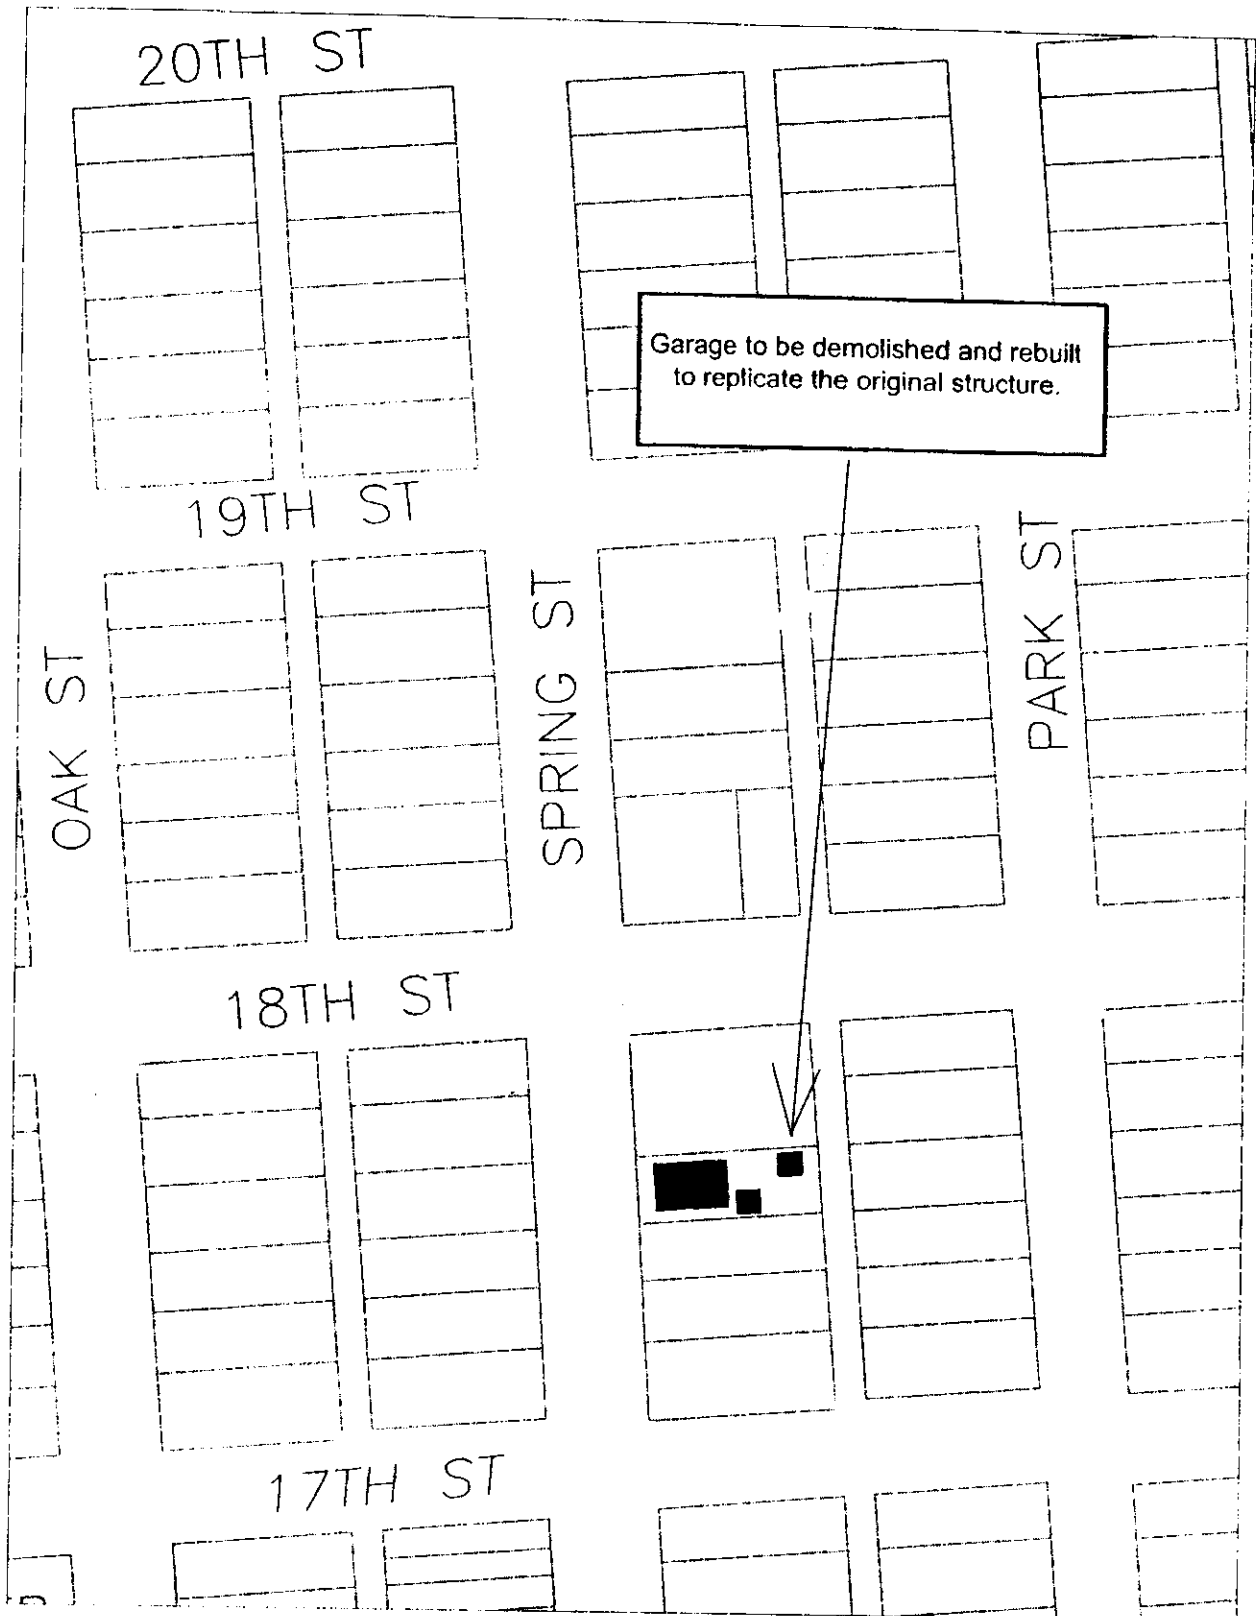 20TH ST
Garage to be demolished and rebuilt
to replicate the original structure.
19TH ST
OAK ST
SPRING ST
PARK ST
18TH ST
17TH ST